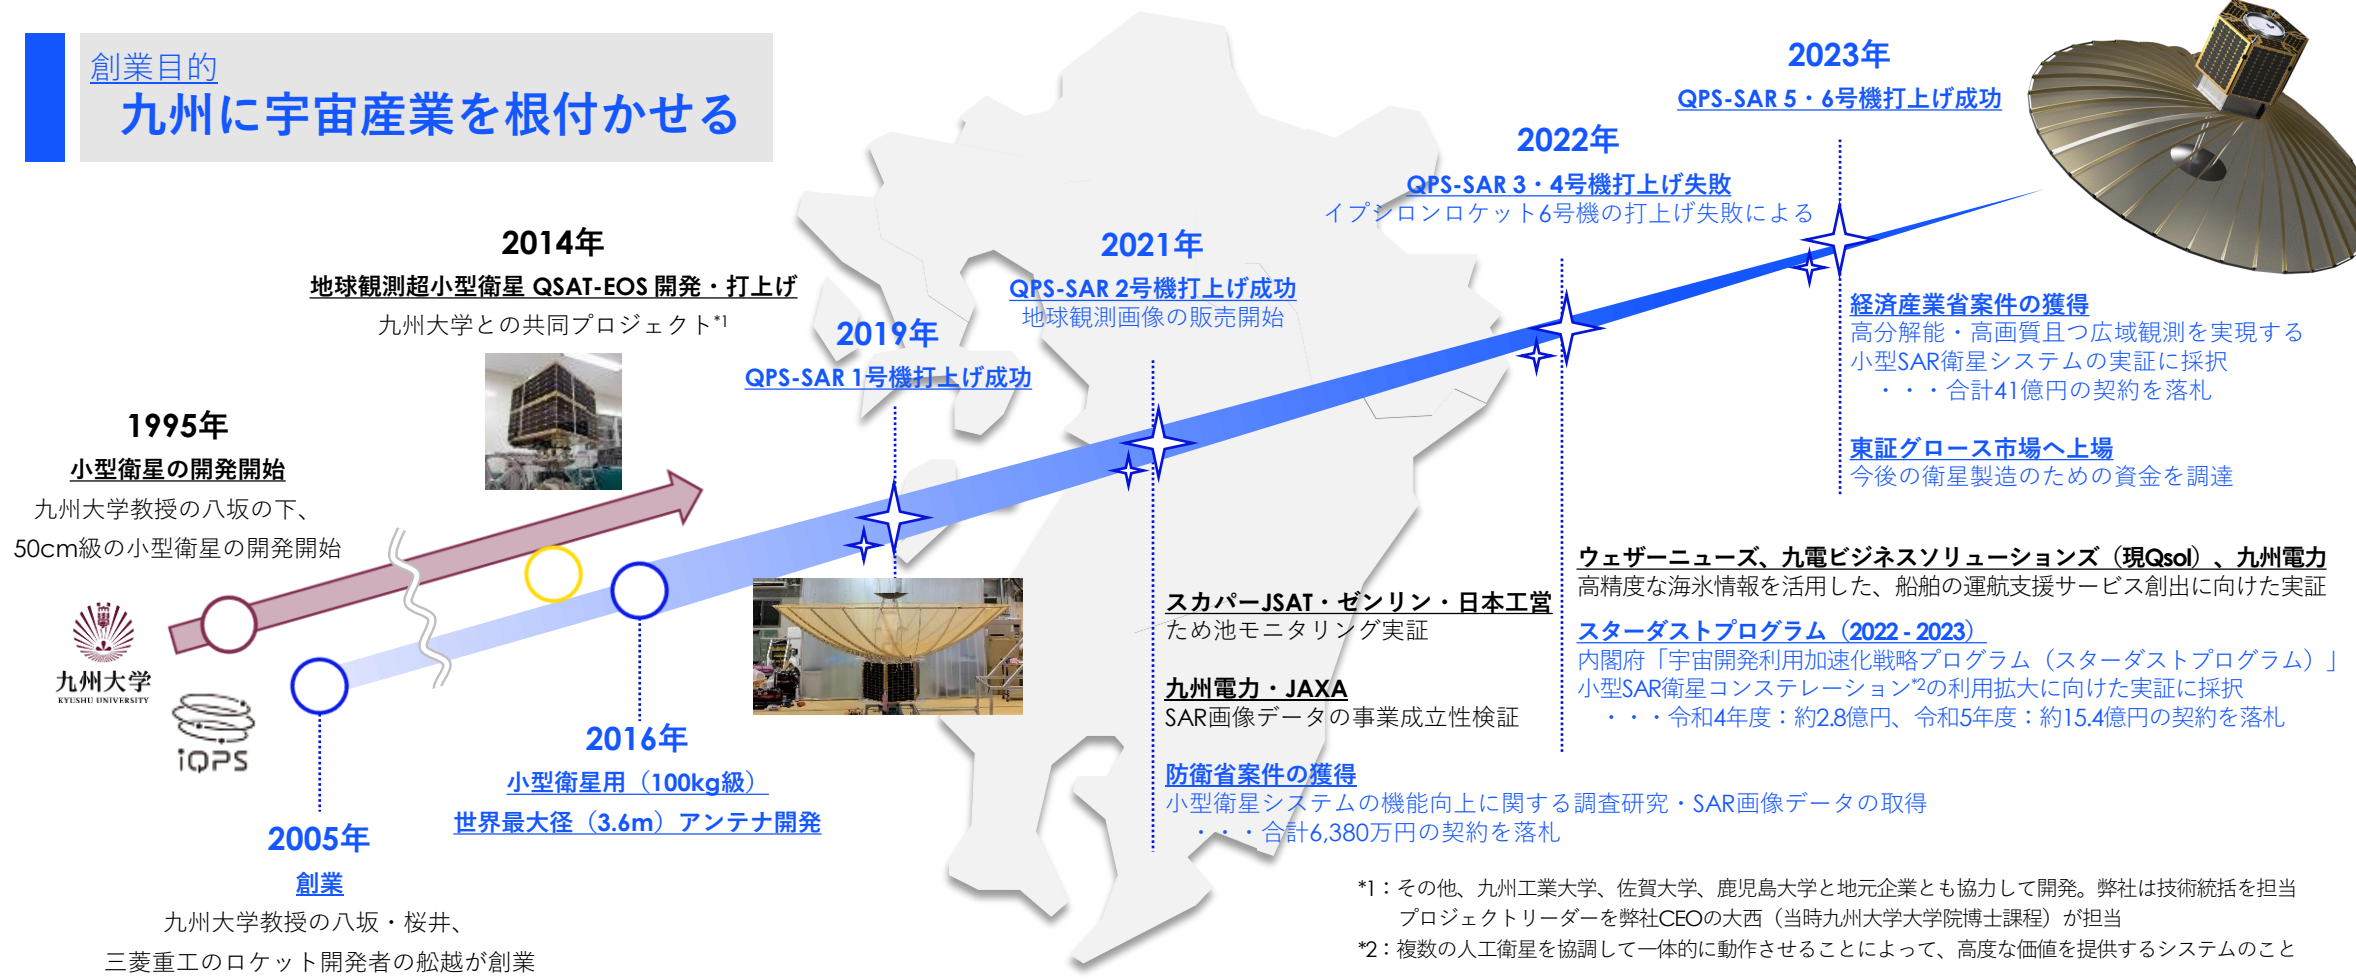 創業目的
九州に宇宙産業を根付かせる
1995年
小型衛星の開発開始
九州大学教授の八坂の下、
50cm級の小型衛星の開発開始
九州大学
KYUSHU UNIVERSITY
iQPS
2005年
創業
九州大学教授の八坂・桜井、
三菱重工のロケット開発者の舩越が創業
2014年
地球観測超小型衛星 QSAT-EOS 開発・打上げ
九州大学との共同プロジェクト*1
2016年
小型衛星用（100kg級）
世界最大径（3.6m）アンテナ開発
2019年
QPS-SAR 1号機打上げ成功
2021年
QPS-SAR 2号機打上げ成功
地球観測画像の販売開始
スカパーJSAT・ゼンリン・日本工営
ため池モニタリング実証
九州電力・JAXA
SAR画像データの事業成立性検証
防衛省案件の獲得
小型衛星システムの機能向上に関する調査研究・SAR画像データの取得
・・・合計6,380万円の契約を落札
2022年
QPS-SAR 3・4号機打上げ失敗
イプシロンロケット6号機の打上げ失敗による
ウェザーニューズ、九電ビジネスソリューションズ（現Qsol）、九州電力
高精度な海氷情報を活用した、船舶の運航支援サービス創出に向けた実証
スターダストプログラム（2022 - 2023）
内閣府「宇宙開発利用加速化戦略プログラム（スターダストプログラム）」
小型SAR衛星コンステレーション*2の利用拡大に向けた実証に採択
・・・令和4年度：約2.8億円、令和5年度：約15.4億円の契約を落札
2023年
QPS-SAR 5・6号機打上げ成功
経済産業省案件の獲得
高分解能・高画質且つ広域観測を実現する
小型SAR衛星システムの実証に採択
・・・合計41億円の契約を落札
東証グロース市場へ上場
今後の衛星製造のための資金を調達
*1：その他、九州工業大学、佐賀大学、鹿児島大学と地元企業とも協力して開発。弊社は技術統括を担当
プロジェクトリーダーを弊社CEOの大西（当時九州大学大学院博士課程）が担当
*2：複数の人工衛星を協調して一体的に動作させることによって、高度な価値を提供するシステムのこと